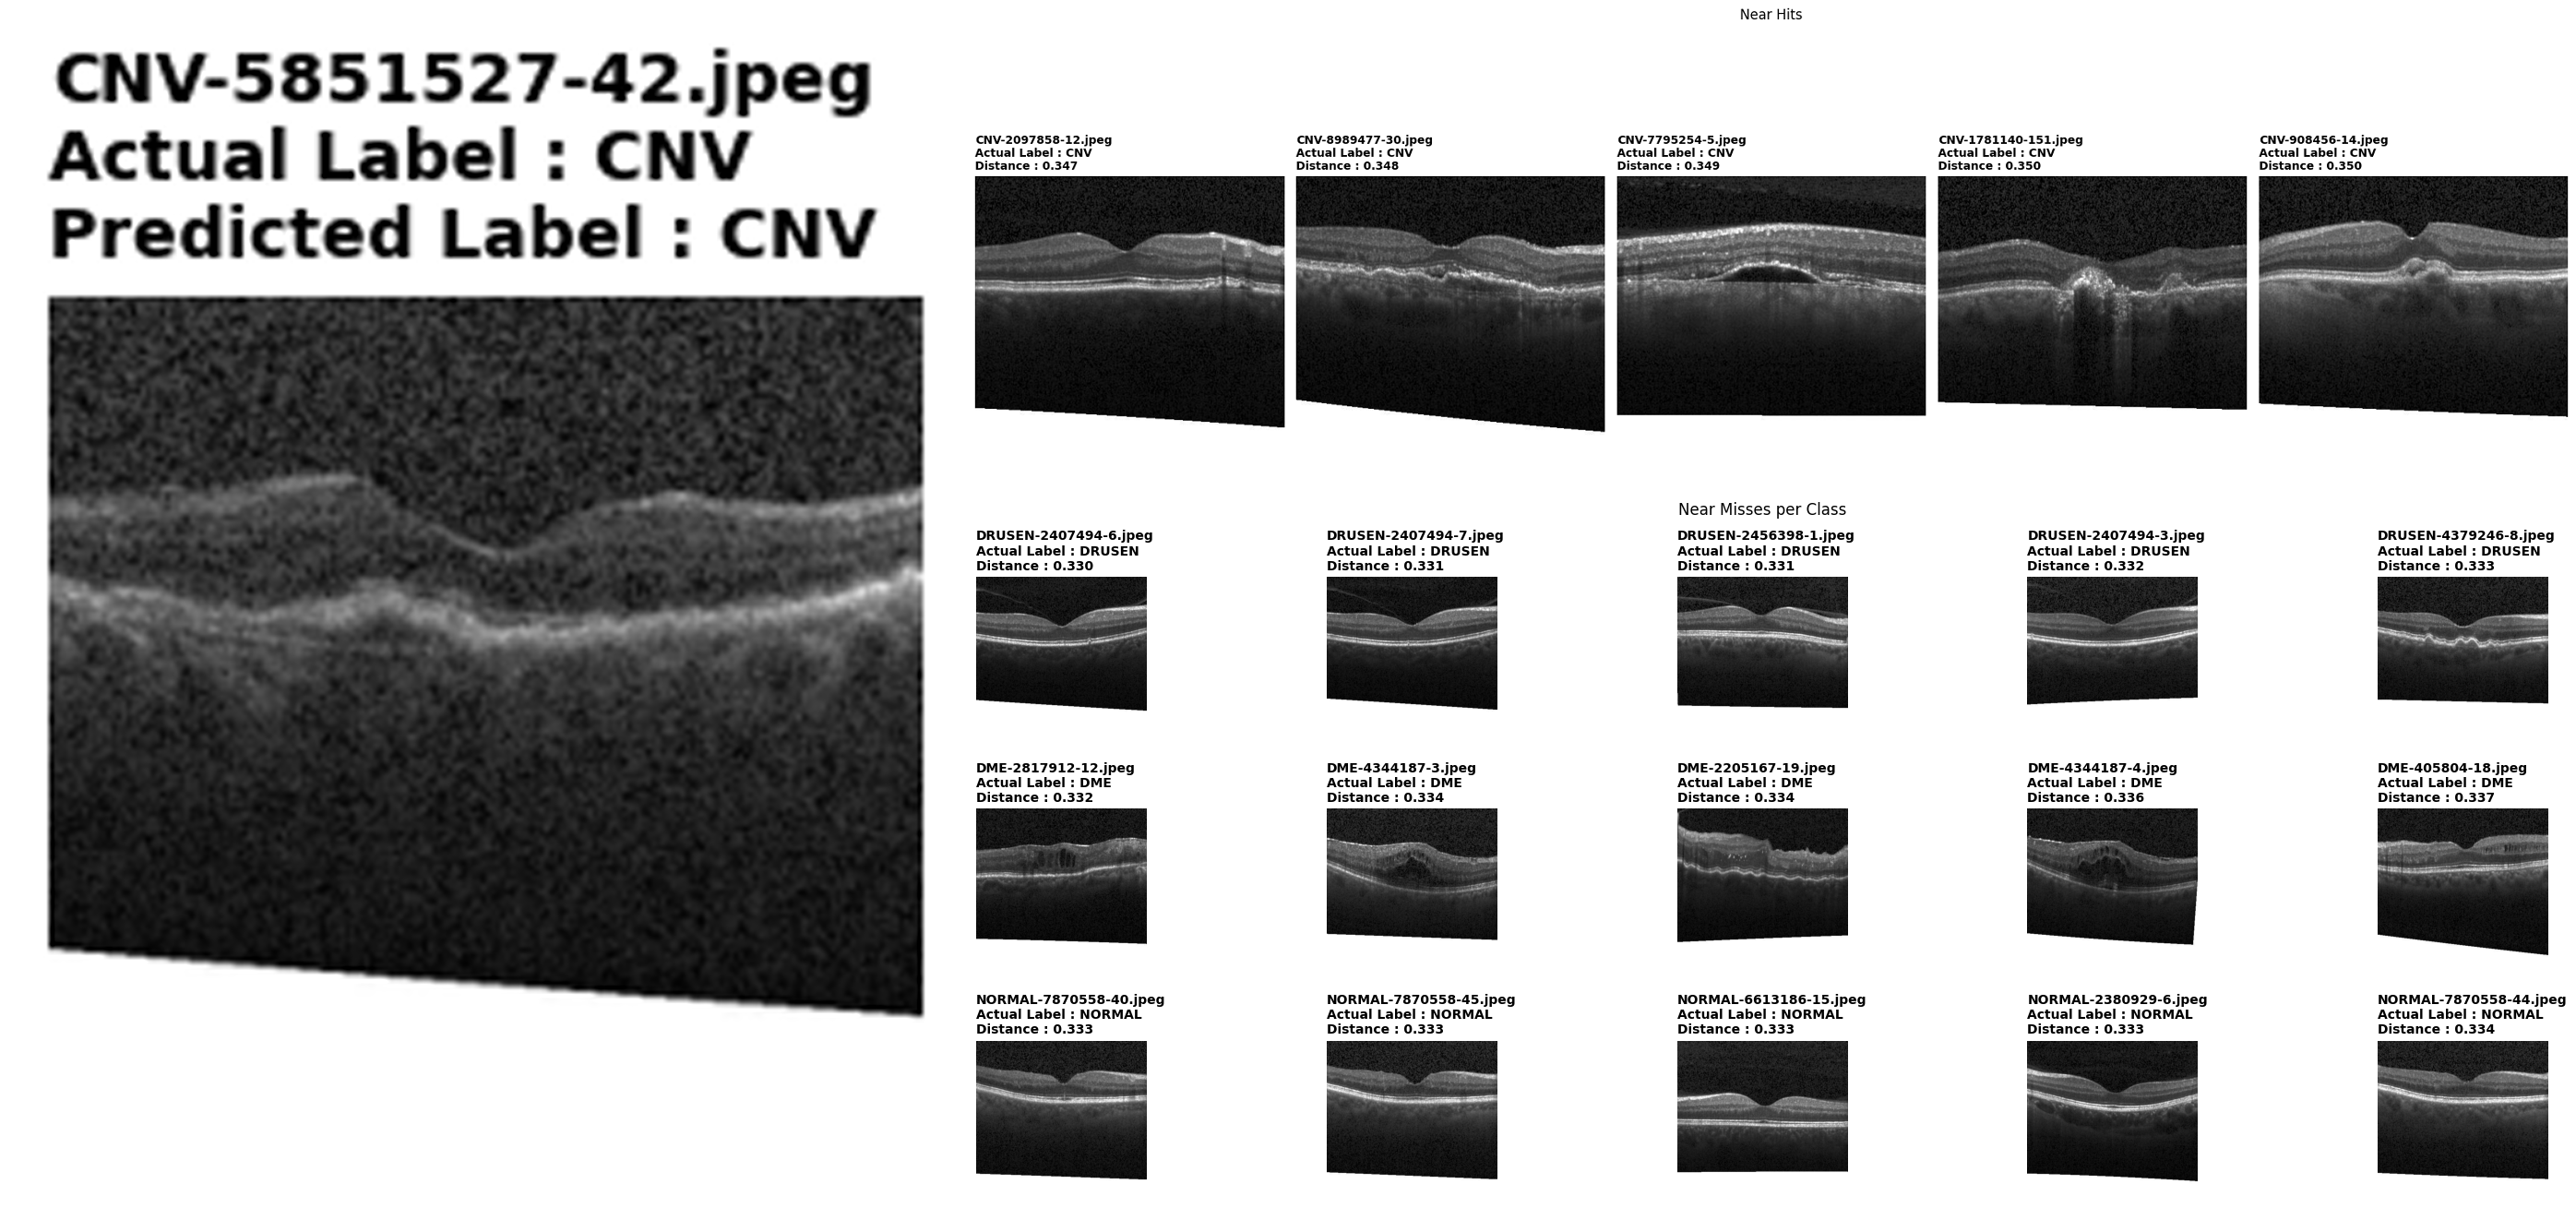 CNV-5851527-42.jpeg
Actual Label : CNV
Predicted Label : CNV
Near Hits
CNV-2097858-12.jpeg
Actual Label : CNV
Distance : 0.347
CNV-8989477-30.jpeg
Actual Label : CNV
Distance : 0.348
CNV-7795254-5.jpeg
Actual Label : CNV
Distance : 0.349
CNV-1781140-151.jpeg
Actual Label : CNV
Distance : 0.350
CNV-908456-14.jpeg
Actual Label : CNV
Distance : 0.350
Near Misses per Class
DRUSEN-2407494-6.jpeg
Actual Label : DRUSEN
Distance : 0.330
DRUSEN-2407494-7.jpeg
Actual Label : DRUSEN
Distance : 0.331
DRUSEN-2456398-1.jpeg
Actual Label : DRUSEN
Distance : 0.331
DRUSEN-2407494-3.jpeg
Actual Label : DRUSEN
Distance : 0.332
DRUSEN-4379246-8.jpeg
Actual Label : DRUSEN
Distance : 0.333
DME-2817912-12.jpeg
Actual Label : DME
Distance : 0.332
DME-4344187-3.jpeg
Actual Label : DME
Distance : 0.334
DME-2205167-19.jpeg
Actual Label : DME
Distance : 0.334
DME-4344187-4.jpeg
Actual Label : DME
Distance : 0.336
DME-405804-18.jpeg
Actual Label : DME
Distance : 0.337
NORMAL-7870558-40.jpeg
Actual Label : NORMAL
Distance : 0.333
NORMAL-7870558-45.jpeg
Actual Label : NORMAL
Distance : 0.333
NORMAL-6613186-15.jpeg
Actual Label : NORMAL
Distance : 0.333
NORMAL-2380929-6.jpeg
Actual Label : NORMAL
Distance : 0.333
NORMAL-7870558-44.jpeg
Actual Label : NORMAL
Distance : 0.334